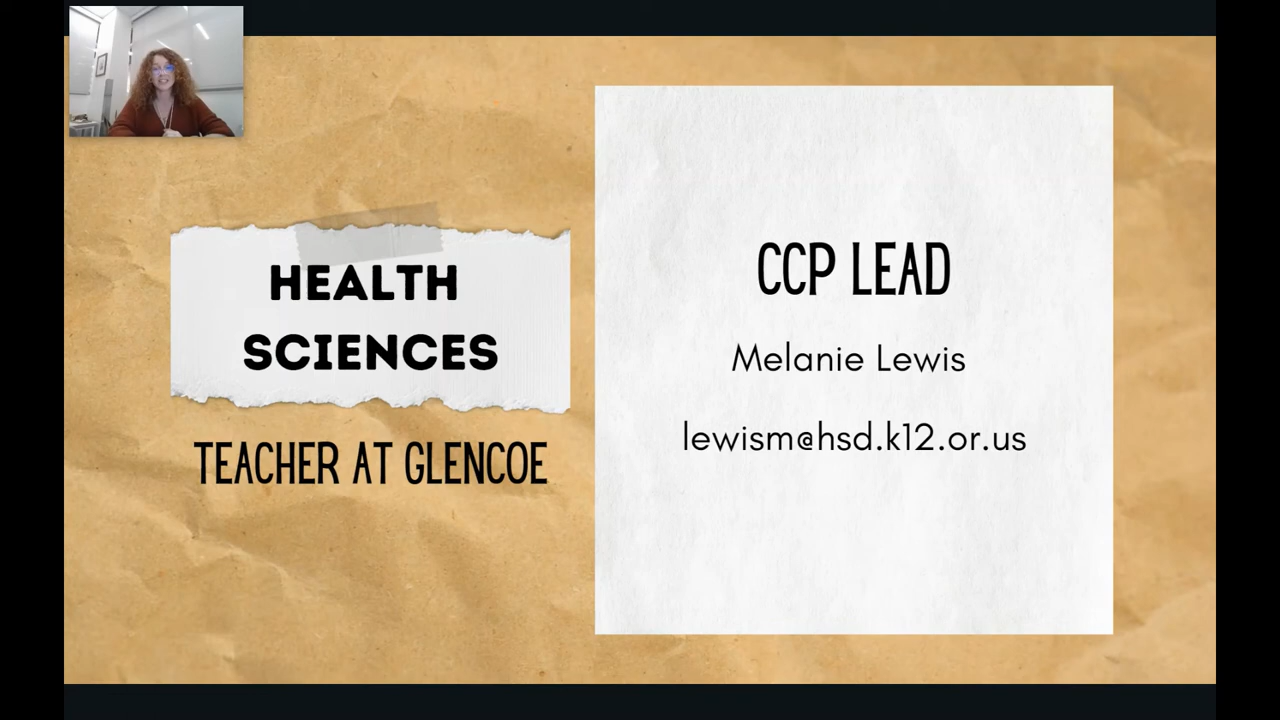 HEALTH
SCIENCES
TEACHER AT GLENCOE
CCP LEAD
Melanie Lewis
lewism@hsd.k12.or.us